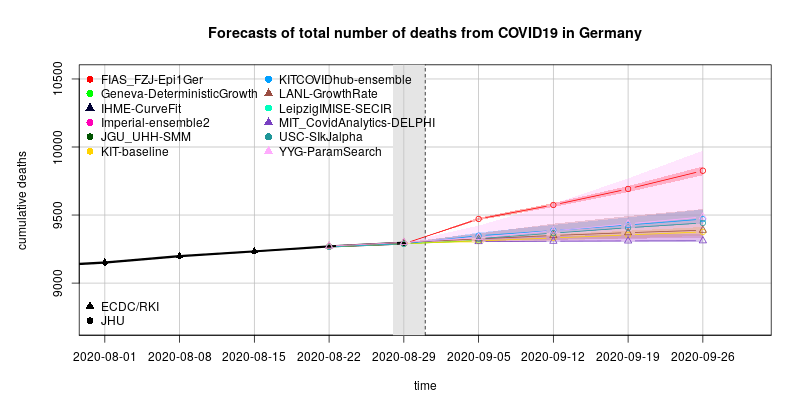 Forecasts of total number of deaths from COVID19 in Germany
cumulative deaths
10500
10000
9500
9000
FIAS_FZJ-Epi1Ger
Geneva-DeterministicGrowth
IHME-CurveFit
Imperial-ensemble2
JGU_UHH-SMM
KIT-baseline
KITCOVIDhub-ensemble
LANL-GrowthRate
LeipzigIMISE-SECIR
MIT_CovidAnalytics-DELPHI
USC-SIkJalpha
YYG-ParamSearch
ECDC/RKI
JHU
2020-08-01 2020-08-08 2020-08-15 2020-08-22 2020-08-29 2020-09-05 2020-09-12 2020-09-19 2020-09-26
time